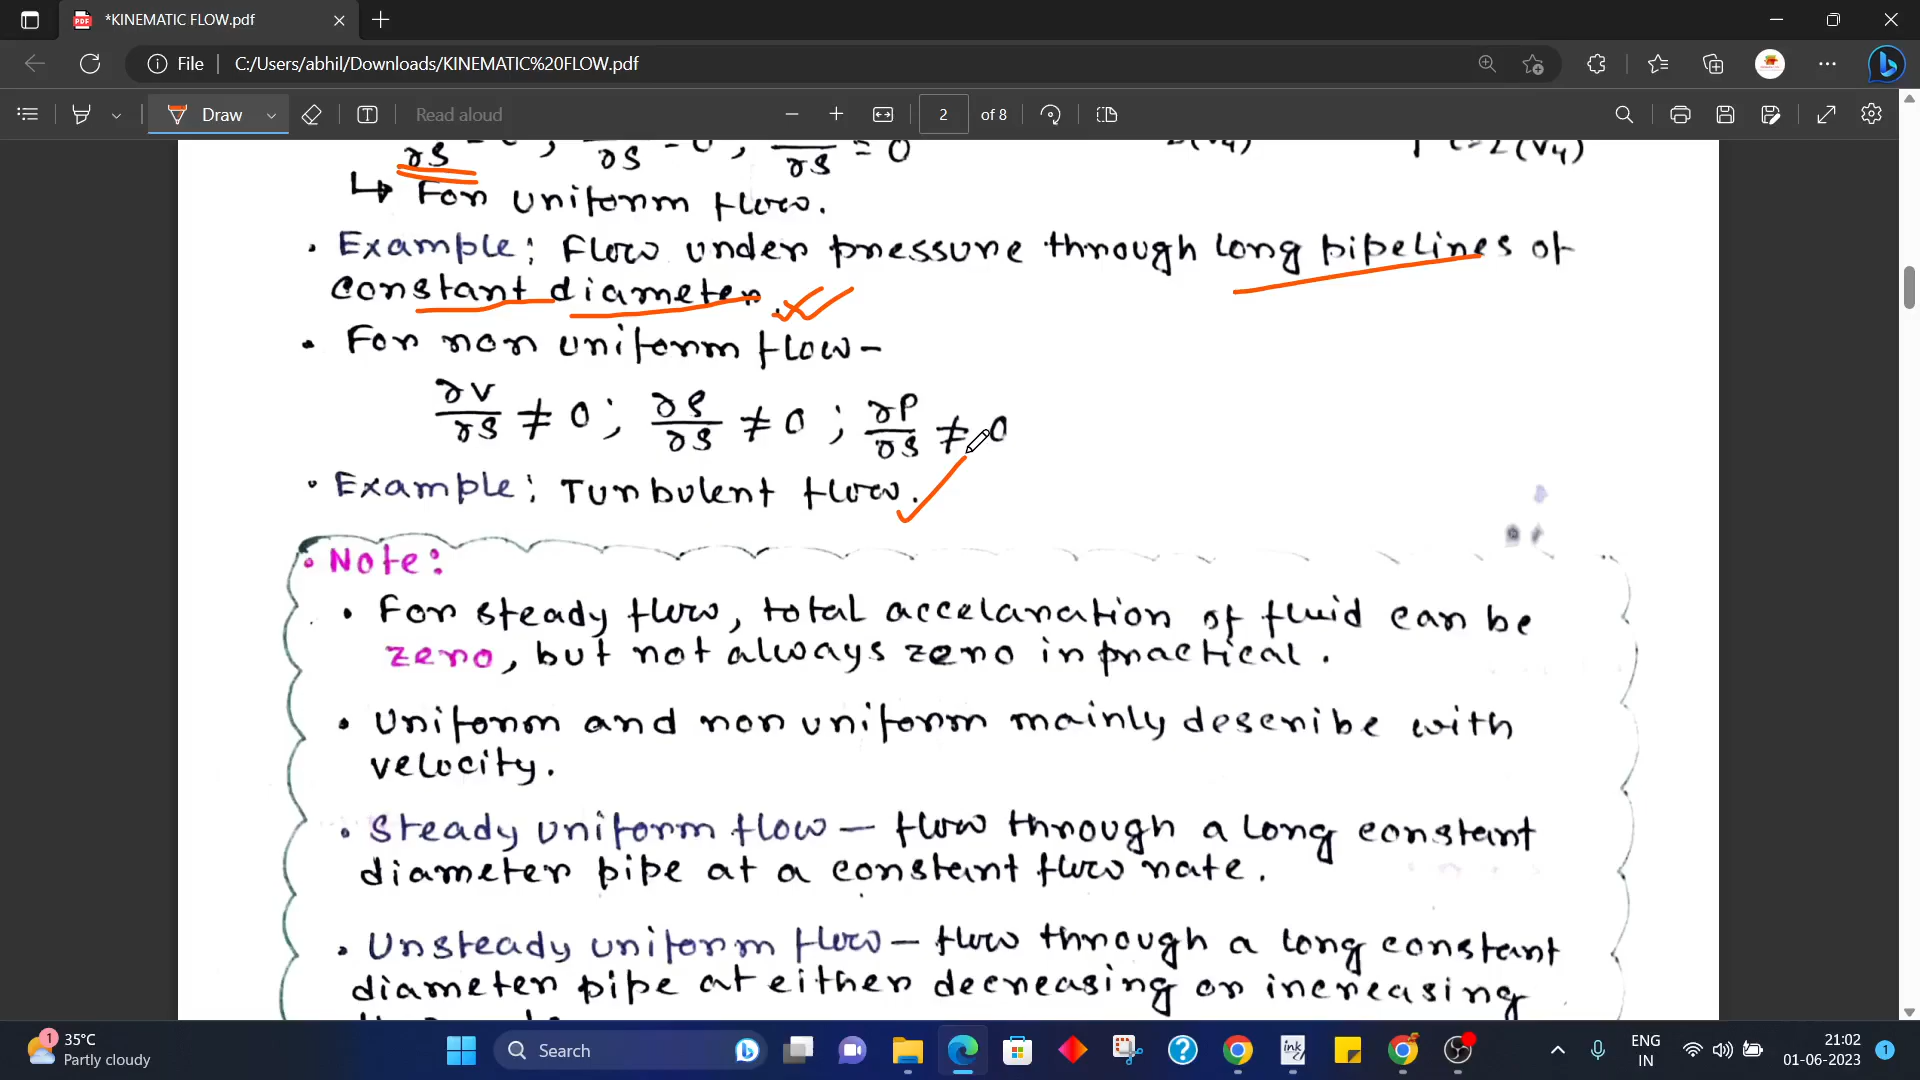 *KINEMATIC FLOW.pdf
File C:/Users/abhil/Downloads/KINEMATIC%20FLOW.pdf
Draw Read aloud 2 of 8
∂S ∂S ∂S = 0
↳ For uniform flow.
• Example: Flow under pressure through long pipelines of
constant diameter.
• For non uniform flow-
∂V/∂S ≠ 0; ∂ρ/∂S ≠ 0; ∂P/∂S ≠ 0
• Example: Turbulent flow.
• Note:
• For steady flow, total accelaration of fluid can be
zero, but not always zero in practical.
• Uniform and non uniform mainly describe with
velocity.
• Steady uniform flow – flow through a long constant
diameter pipe at a constant flow rate.
• Unsteady uniform flow – flow through a long constant
diameter pipe at either decreasing or increasing
1 35°C
Partly cloudy
Search
ENG
IN
21:02
01-06-2023
1